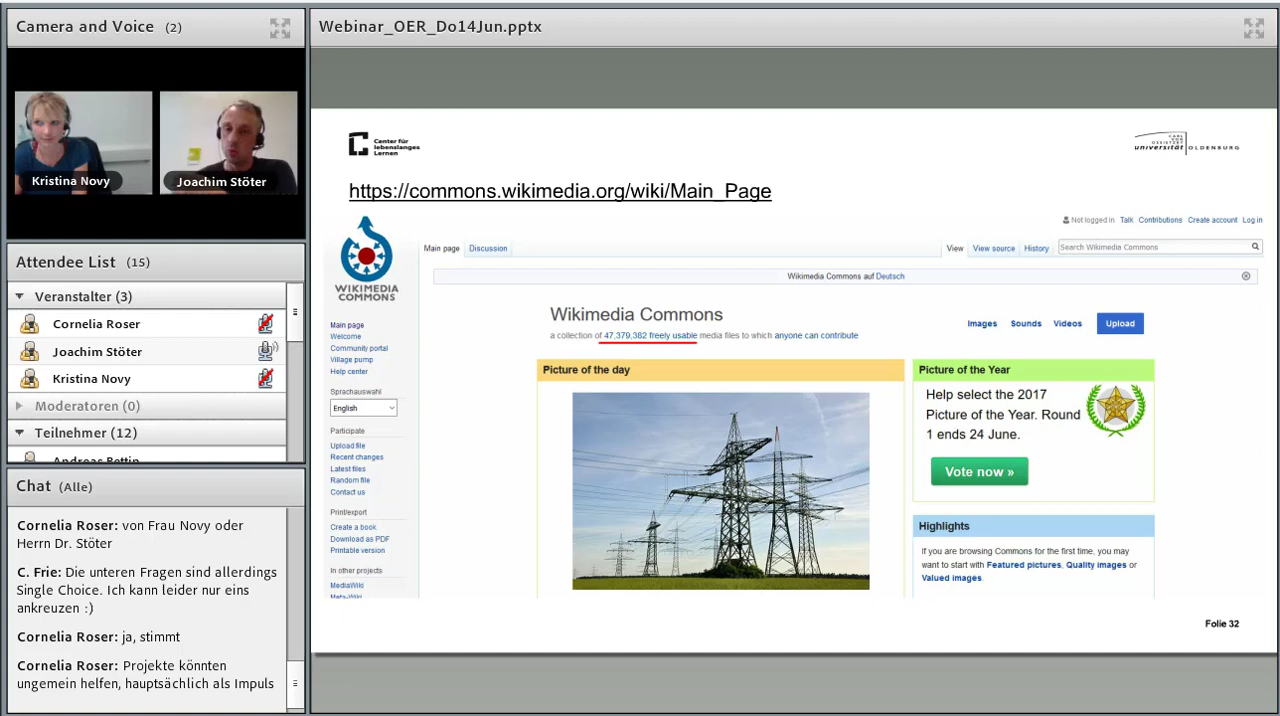 Camera and Voice (2)
Kristina Novy
Joachim Stöter
Attendee List (15)
Veranstalter (3)
Cornelia Roser
Joachim Stöter
Kristina Novy
Moderatoren (0)
Teilnehmer (12)
Andreas Bettin
Chat (Alle)
Cornelia Roser: von Frau Novy oder
Herrn Dr. Stöter
C. Frie: Die unteren Fragen sind allerdings
Single Choice. Ich kann leider nur eins
ankreuzen :)
Cornelia Roser: ja, stimmt
Cornelia Roser: Projekte könnten
ungemein helfen, hauptsächlich als Impuls
Webinar_OER_Do14Jun.pptx
Center für
lebenslanges
Lernen
CARL
VON
OSSIETZKY
universität OLDENBURG
https://commons.wikimedia.org/wiki/Main_Page
Not logged in Talk Contributions Create account Log in
Main page Discussion View View source History Search Wikimedia Commons
Wikimedia Commons auf Deutsch
WIKIMEDIA
COMMONS
Main page
Welcome
Community portal
Village pump
Help center
Sprachauswahl
English
Participate
Upload file
Recent changes
Latest files
Random file
Contact us
Print/export
Create a book
Download as PDF
Printable version
In other projects
MediaWiki
Meta-Wiki
Wikimedia Commons
a collection of 47,379,382 freely usable media files to which anyone can contribute
Images Sounds Videos Upload
Picture of the day
Picture of the Year
Help select the 2017
Picture of the Year. Round
1 ends 24 June.
Vote now »
Highlights
If you are browsing Commons for the first time, you may
want to start with Featured pictures, Quality images or
Valued images.
Folie 32